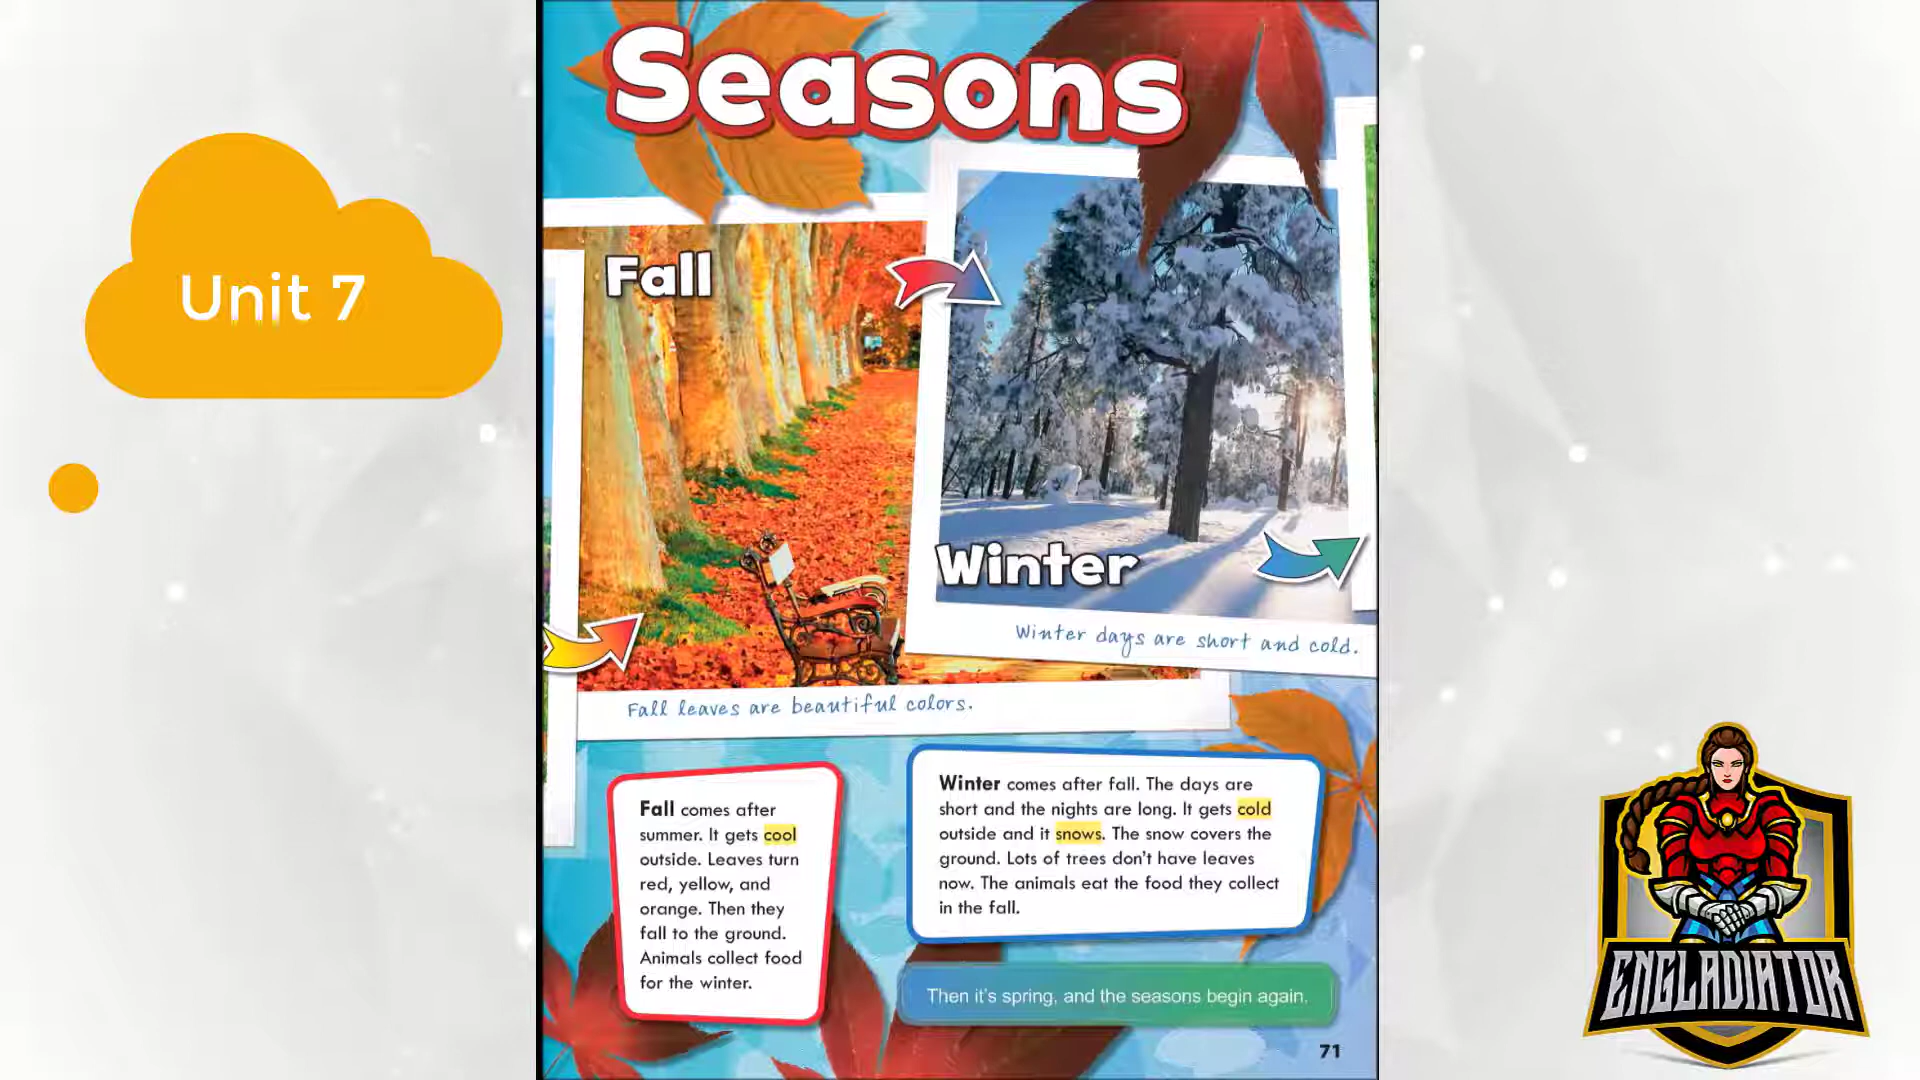 Unit 7
Seasons
Fall
Winter
Winter days are short and cold.
Fall leaves are beautiful colors.
Fall comes after
summer. It gets cool
outside. Leaves turn
red, yellow, and
orange. Then they
fall to the ground.
Animals collect food
for the winter.
Winter comes after fall. The days are
short and the nights are long. It gets cold
outside and it snows. The snow covers the
ground. Lots of trees don't have leaves
now. The animals eat the food they collect
in the fall.
Then it's spring, and the seasons begin again.
71
ENGLADIATOR